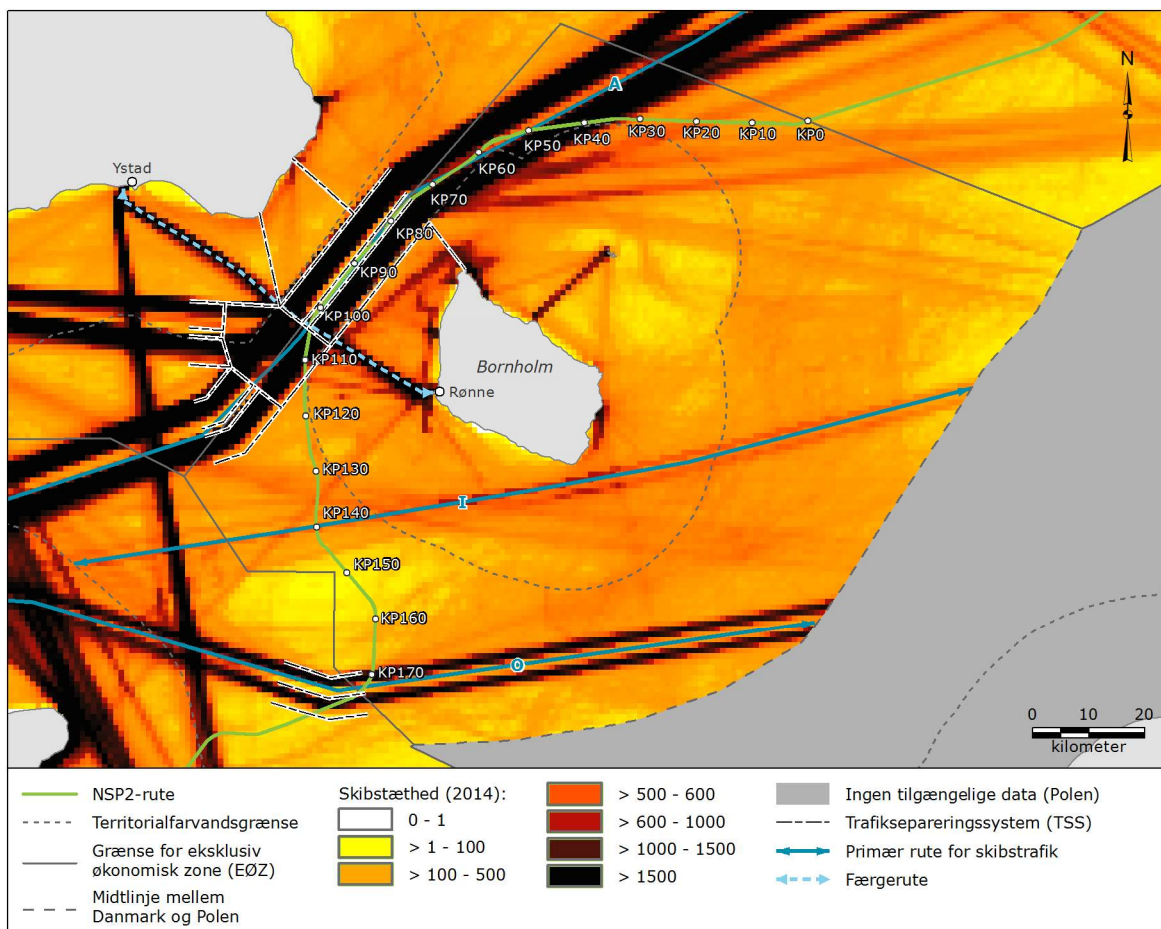 N
A
KP50
KP40
KP30
KP20
KP10
KP0
KP60
Ystad
KP70
KP80
KP90
KP100
KP110
Bornholm
Rønne
KP120
KP130
I
KP140
KP150
KP160
O
KP170
0 10 20
kilometer
NSP2-rute
Territorialfarvandsgrænse
Grænse for eksklusiv
økonomisk zone (EØZ)
Midtlinje mellem
Danmark og Polen
Skibstæthed (2014):
0 - 1
> 1 - 100
> 100 - 500
> 500 - 600
> 600 - 1000
> 1000 - 1500
> 1500
Ingen tilgængelige data (Polen)
Trafiksepareringssystem (TSS)
Primær rute for skibstrafik
Færgerute